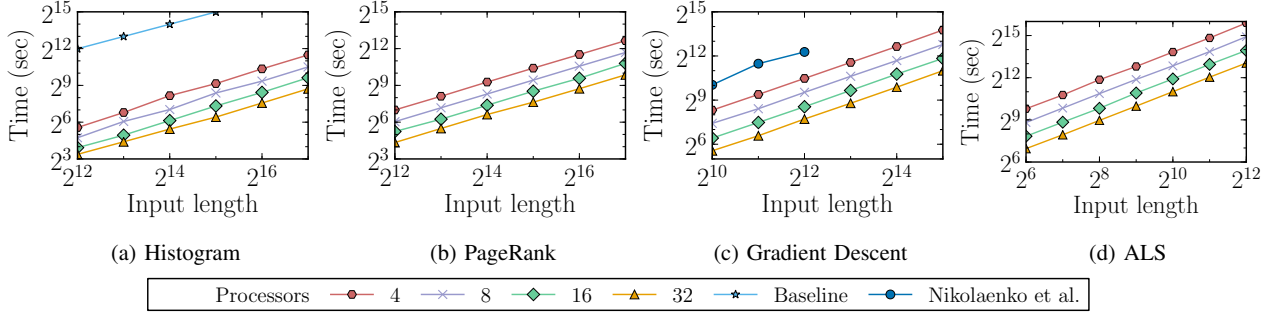 Time (sec)
2^15
2^12
2^9
2^6
2^3
2^12 2^14 2^16
Input length
(a) Histogram
Time (sec)
2^15
2^12
2^9
2^6
2^3
2^12 2^14 2^16
Input length
(b) PageRank
Time (sec)
2^15
2^12
2^9
2^6
2^10 2^12 2^14
Input length
(c) Gradient Descent
Time (sec)
2^15
2^12
2^9
2^6
2^6 2^8 2^10 2^12
Input length
(d) ALS
Processors 4 8 16 32 Baseline Nikolaenko et al.